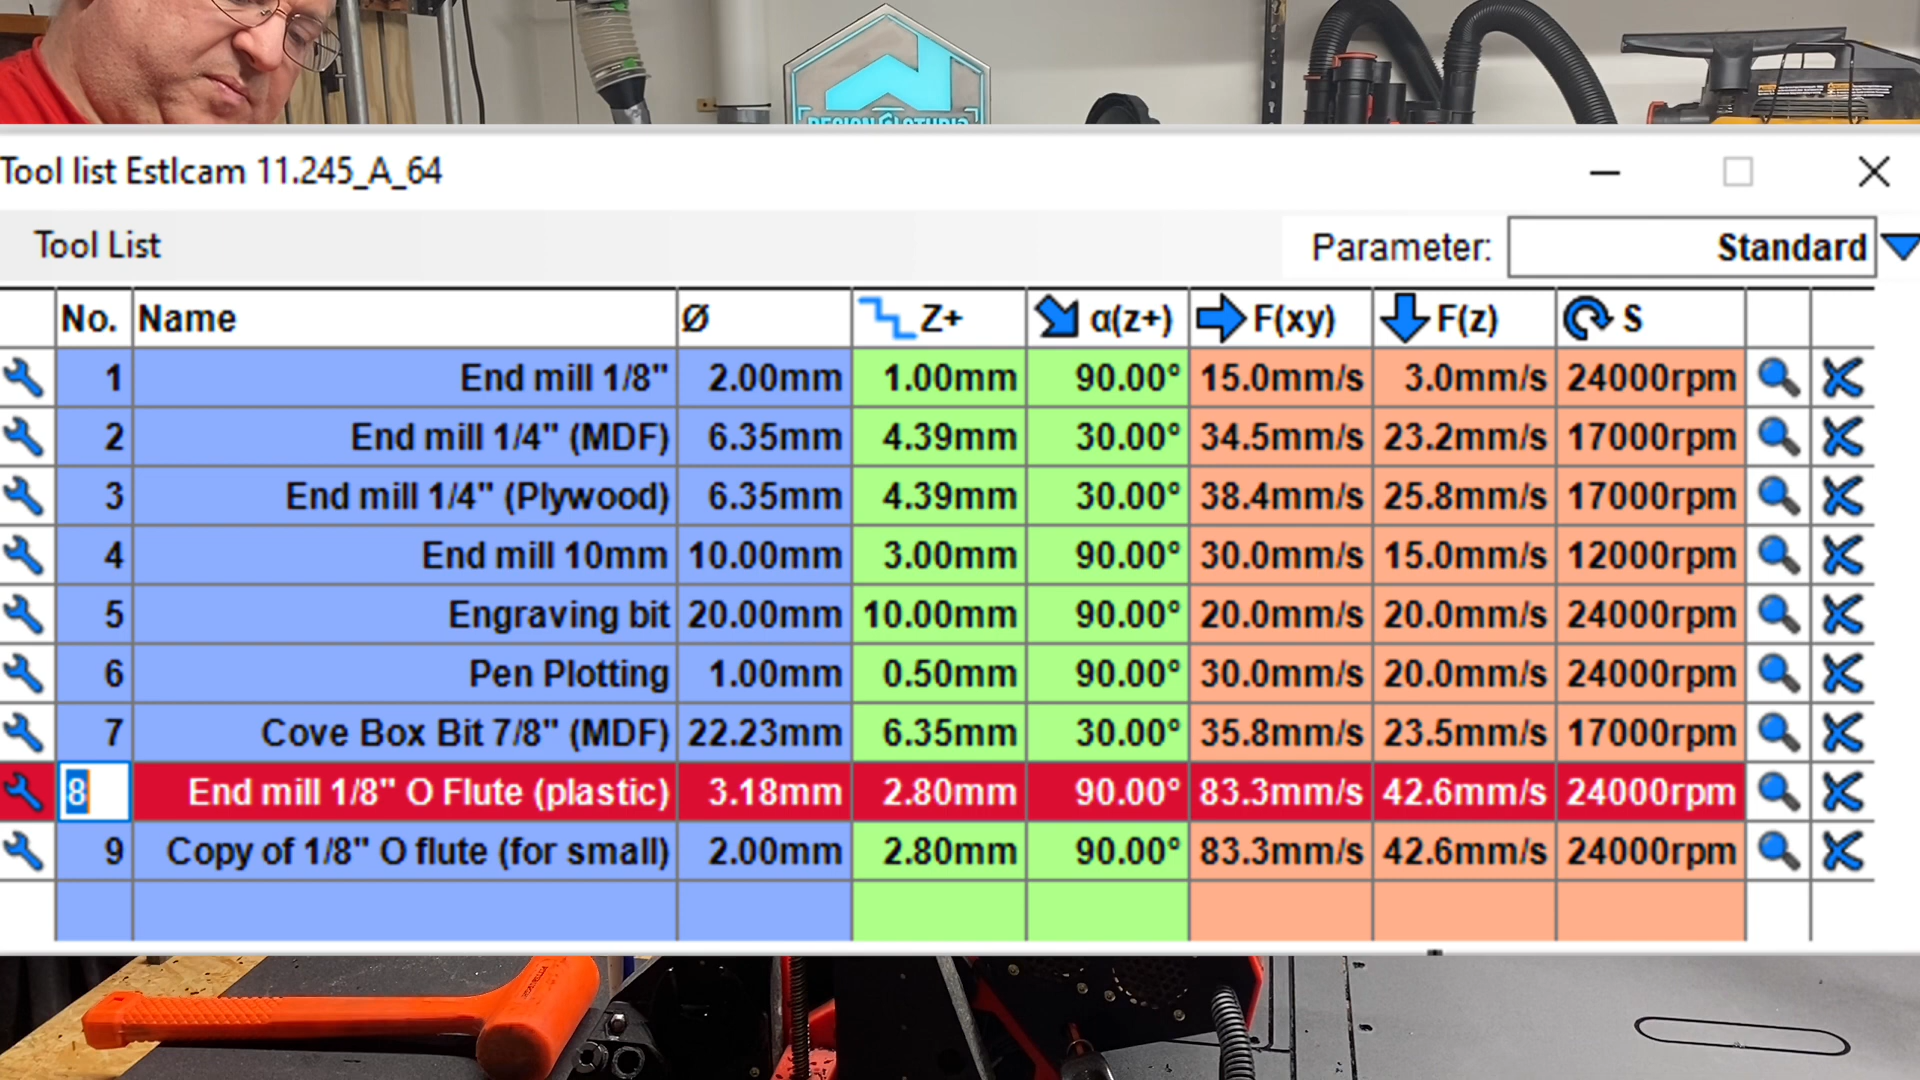 DESIGN STUDIO
Tool list Estlcam 11.245_A_64
Tool List Parameter: Standard
No. Name Ø Z+ α(z+) F(xy) F(z) S
1 End mill 1/8" 2.00mm 1.00mm 90.00° 15.0mm/s 3.0mm/s 24000rpm
2 End mill 1/4" (MDF) 6.35mm 4.39mm 30.00° 34.5mm/s 23.2mm/s 17000rpm
3 End mill 1/4" (Plywood) 6.35mm 4.39mm 30.00° 38.4mm/s 25.8mm/s 17000rpm
4 End mill 10mm 10.00mm 3.00mm 90.00° 30.0mm/s 15.0mm/s 12000rpm
5 Engraving bit 20.00mm 10.00mm 90.00° 20.0mm/s 20.0mm/s 24000rpm
6 Pen Plotting 1.00mm 0.50mm 90.00° 30.0mm/s 20.0mm/s 24000rpm
7 Cove Box Bit 7/8" (MDF) 22.23mm 6.35mm 30.00° 35.8mm/s 23.5mm/s 17000rpm
8 End mill 1/8" O Flute (plastic) 3.18mm 2.80mm 90.00° 83.3mm/s 42.6mm/s 24000rpm
9 Copy of 1/8" O flute (for small) 2.00mm 2.80mm 90.00° 83.3mm/s 42.6mm/s 24000rpm